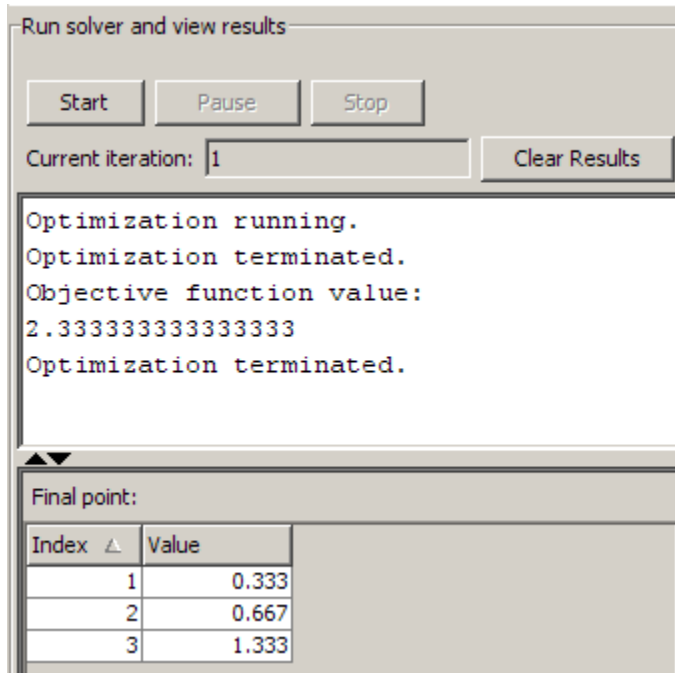 Run solver and view results
Start Pause Stop
Current iteration: 1 Clear Results
Optimization running.
Optimization terminated.
Objective function value:
2.333333333333333
Optimization terminated.
Final point:
Index Value
1 0.333
2 0.667
3 1.333